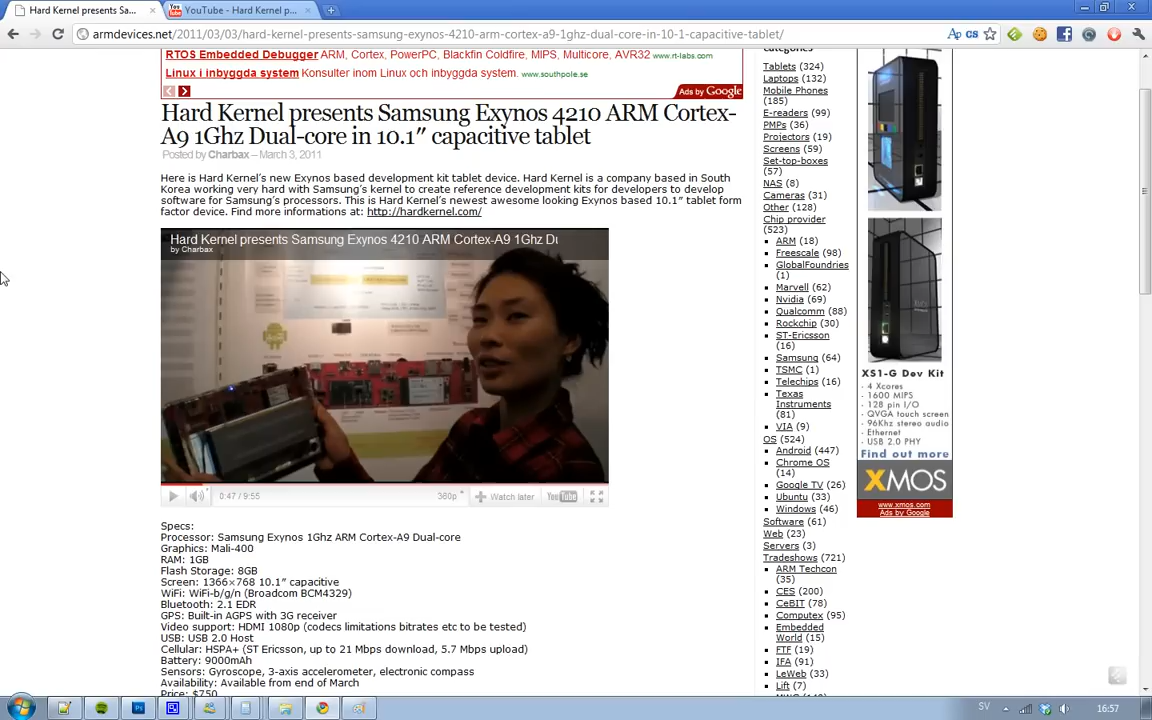 Hard Kernel presents Sa...
YouTube - Hard Kernel p...
armdevices.net/2011/03/03/hard-kernel-presents-samsung-exynos-4210-arm-cortex-a9-1ghz-dual-core-in-10-1-capacitive-tablet/
RTOS Embedded Debugger ARM, Cortex, PowerPC, Blackfin Coldfire, MIPS, Multicore, AVR32 www.rt-labs.com
Linux i inbyggda system Konsulter inom Linux och inbyggda system. www.southpole.se
Ads by Google
Hard Kernel presents Samsung Exynos 4210 ARM Cortex-
A9 1Ghz Dual-core in 10.1″ capacitive tablet
Posted by Charbax – March 3, 2011
Here is Hard Kernel's new Exynos based development kit tablet device. Hard Kernel is a company based in South
Korea working very hard with Samsung's kernel to create reference development kits for developers to develop
software for Samsung's processors. This is Hard Kernel's newest awesome looking Exynos based 10.1″ tablet form
factor device. Find more informations at: http://hardkernel.com/
Hard Kernel presents Samsung Exynos 4210 ARM Cortex-A9 1Ghz Du
by Charbax
0:47 / 9:55
360p
Watch later
YouTube
Specs:
Processor: Samsung Exynos 1Ghz ARM Cortex-A9 Dual-core
Graphics: Mali-400
RAM: 1GB
Flash Storage: 8GB
Screen: 1366×768 10.1″ capacitive
WiFi: WiFi-b/g/n (Broadcom BCM4329)
Bluetooth: 2.1 EDR
GPS: Built-in AGPS with 3G receiver
Video support: HDMI 1080p (codecs limitations bitrates etc to be tested)
USB: USB 2.0 Host
Cellular: HSPA+ (ST Ericsson, up to 21 Mbps download, 5.7 Mbps upload)
Battery: 9000mAh
Sensors: Gyroscope, 3-axis accelerometer, electronic compass
Availability: Available from end of March
Price: $750
categories
Tablets (324)
Laptops (132)
Mobile Phones
(185)
E-readers (99)
PMPs (36)
Projectors (19)
Screens (59)
Set-top-boxes
(57)
NAS (8)
Cameras (31)
Other (128)
Chip provider
(523)
ARM (18)
Freescale (98)
GlobalFoundries
(1)
Marvell (62)
Nvidia (69)
Qualcomm (88)
Rockchip (30)
ST-Ericsson
(16)
Samsung (64)
TSMC (1)
Telechips (16)
Texas
Instruments
(81)
VIA (9)
OS (524)
Android (447)
Chrome OS
(14)
Google TV (26)
Ubuntu (33)
Windows (46)
Software (61)
Web (23)
Servers (3)
Tradeshows (721)
ARM Techcon
(35)
CES (200)
CeBIT (78)
Computex (95)
Embedded
World (15)
FTF (19)
IFA (91)
LeWeb (33)
Lift (7)
XS1-G Dev Kit
- 4 Xcores
- 1600 MIPS
- 128 pin I/O
- QVGA touch screen
- 96Khz stereo audio
- Ethernet
- USB 2.0 PHY
Find out more
XMOS
www.xmos.com
Ads by Google
SV
16:57